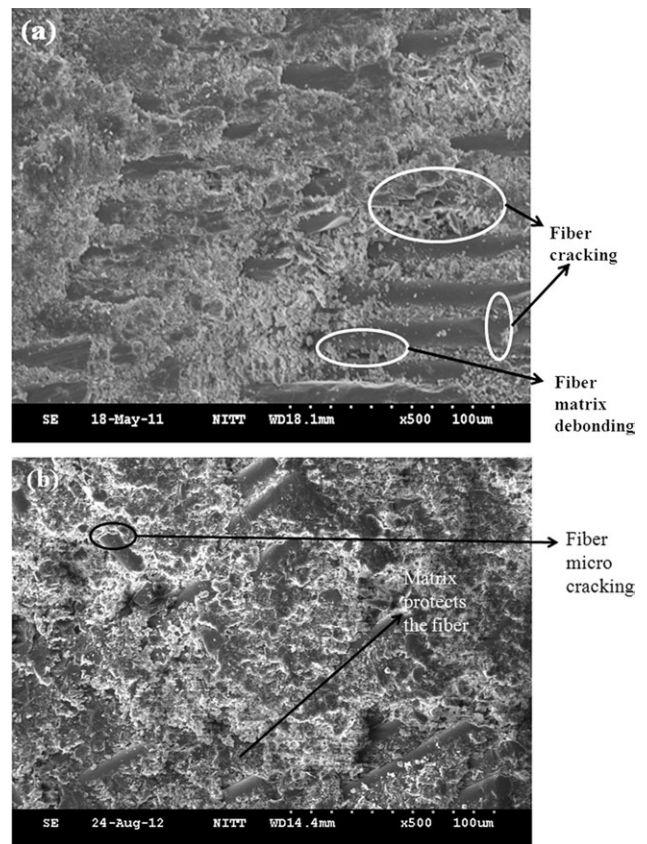 (a)
Fiber
cracking
Fiber
matrix
debonding
SE 18-May-11 NITT WD18.1mm x500 100um
(b)
Fiber
micro
cracking
Matrix
protects
the fiber
SE 24-Aug-12 NITT WD14.4mm x500 100um